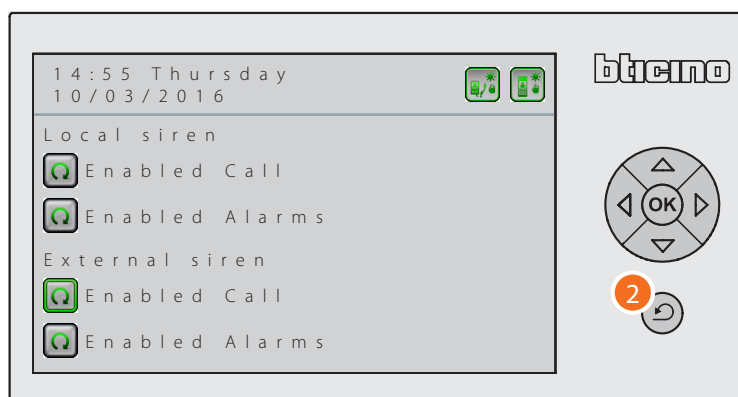 14:55 Thursday
10/03/2016
bticino
Local siren
Enabled Call
Enabled Alarms
OK
External siren
Enabled Call
2
Enabled Alarms